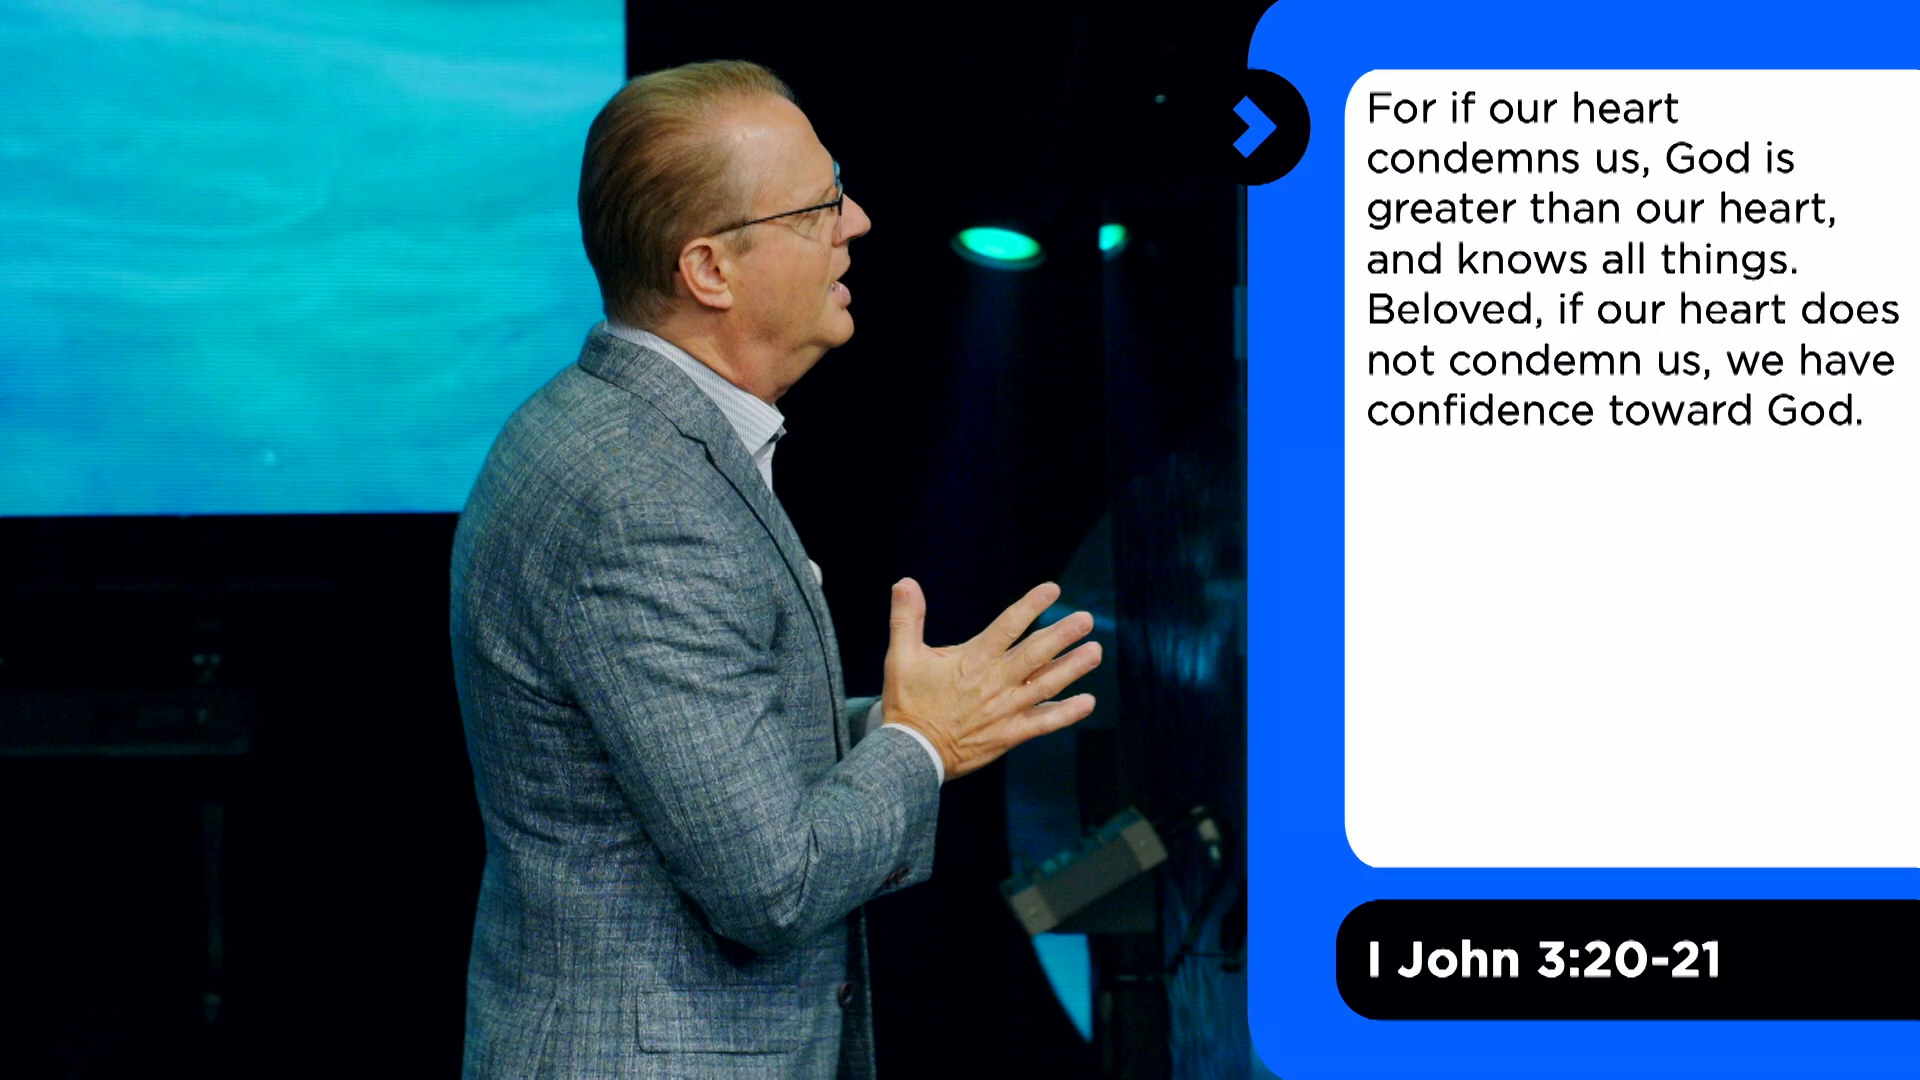 For if our heart
condemns us, God is
greater than our heart,
and knows all things.
Beloved, if our heart does
not condemn us, we have
confidence toward God.
I John 3:20-21